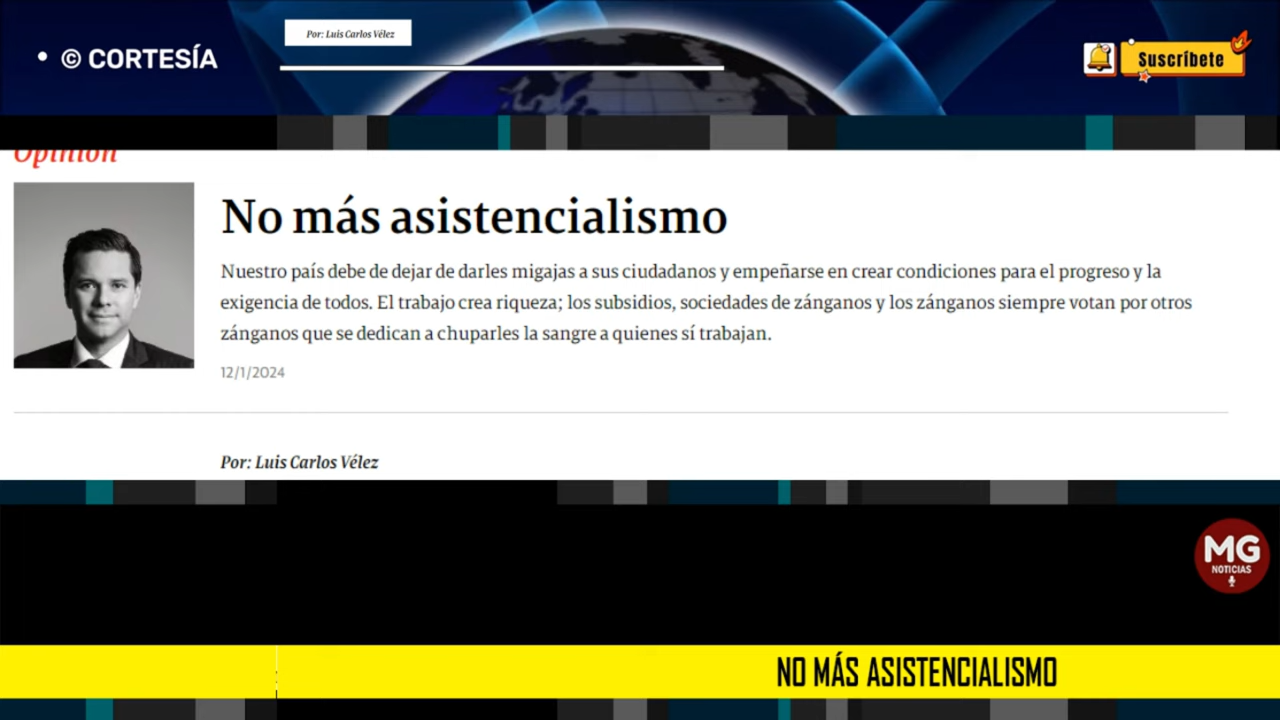 Por: Luis Carlos Vélez
• © CORTESÍA
Suscríbete
Opinión
No más asistencialismo
Nuestro país debe de dejar de darles migajas a sus ciudadanos y empeñarse en crear condiciones para el progreso y la
exigencia de todos. El trabajo crea riqueza; los subsidios, sociedades de zánganos y los zánganos siempre votan por otros
zánganos que se dedican a chuparles la sangre a quienes sí trabajan.
12/1/2024
Por: Luis Carlos Vélez
MG
NOTICIAS
NO MÁS ASISTENCIALISMO